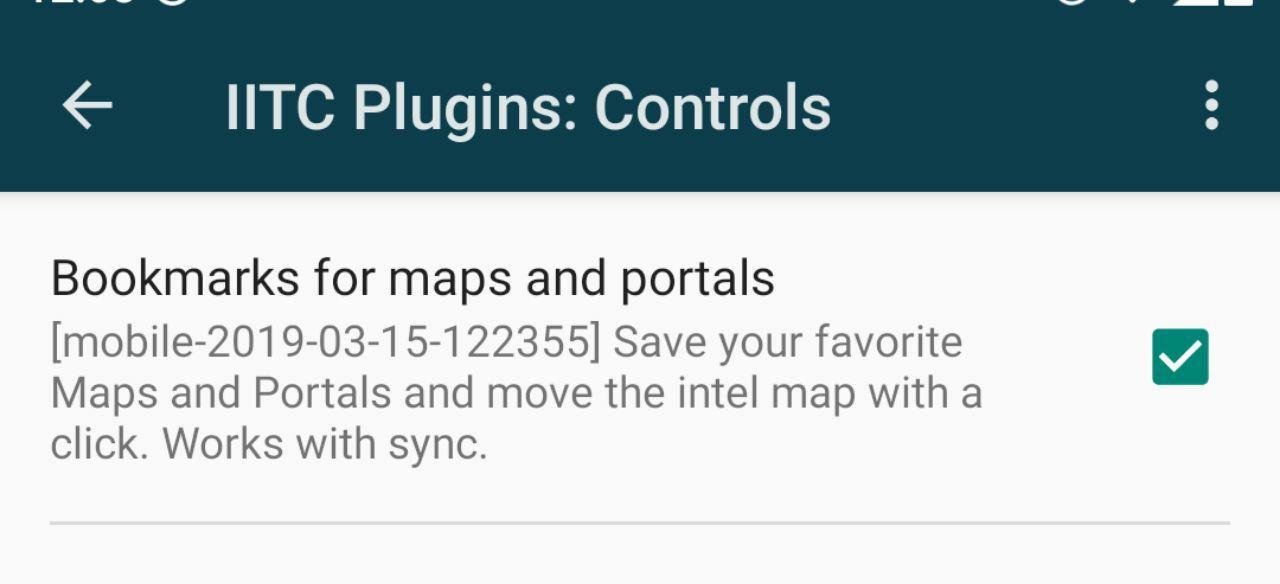 IITC Plugins: Controls
Bookmarks for maps and portals
[mobile-2019-03-15-122355] Save your favorite
Maps and Portals and move the intel map with a
click. Works with sync.